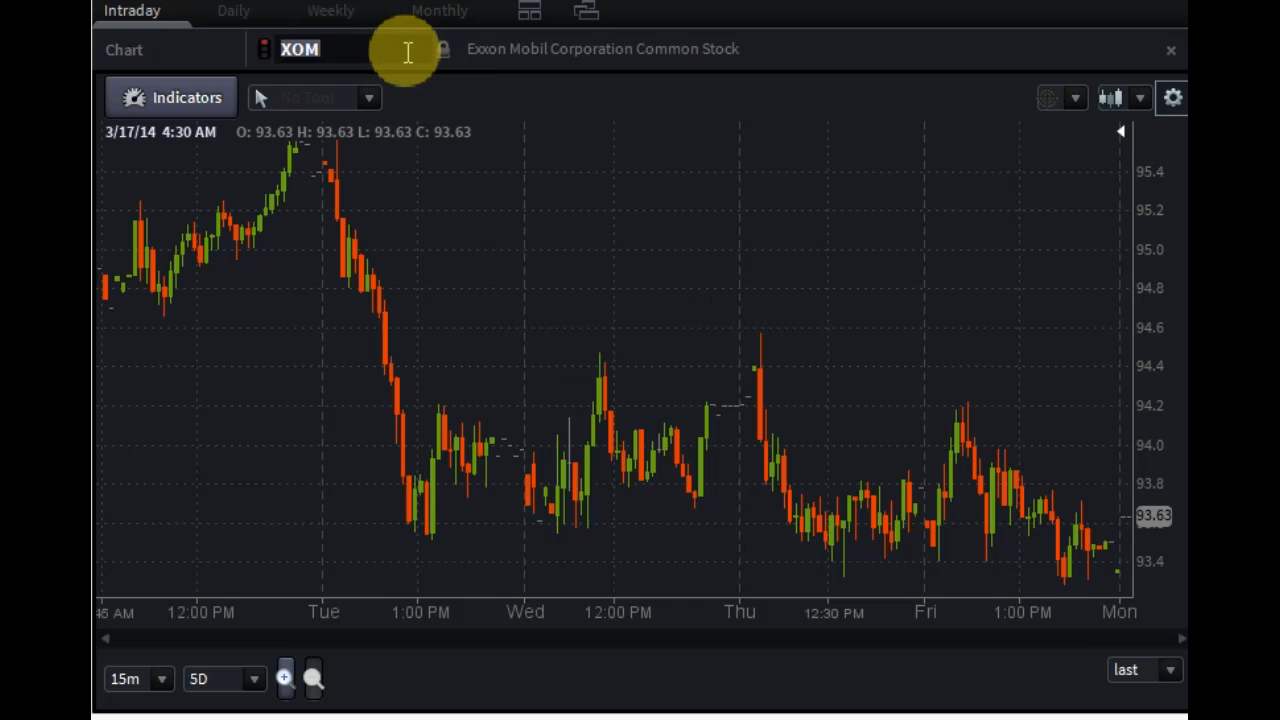 Intraday Daily Weekly Monthly
Chart XOM Exxon Mobil Corporation Common Stock
Indicators No Tool
3/17/14 4:30 AM O: 93.63 H: 93.63 L: 93.63 C: 93.63
95.4
95.2
95.0
94.8
94.6
94.4
94.2
94.0
93.8
93.63
93.4
AM 12:00 PM Tue 1:00 PM Wed 12:00 PM Thu 12:30 PM Fri 1:00 PM Mon
15m 5D last